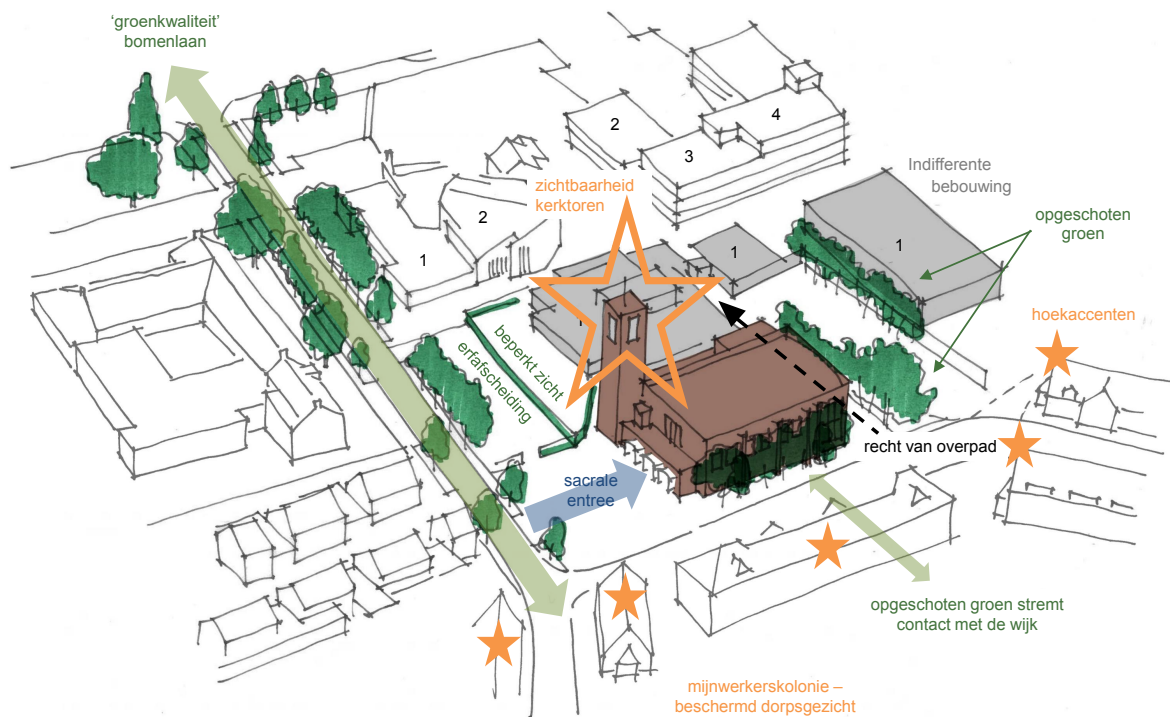 ‘groenkwaliteit’
bomenlaan
2
4
3
Indifferente
bebouwing
zichtbaarheid
kerktoren
opgeschoten
groen
2
1
1
1
hoekaccenten
beperkt zicht
erfafscheiding
recht van overpad
sacrale
entree
opgeschoten groen stremt
contact met de wijk
mijnwerkerskolonie –
beschermd dorpsgezicht